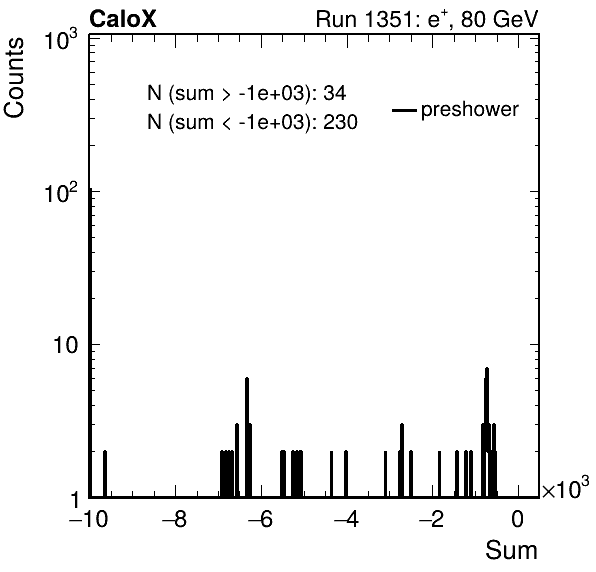 CaloX Run 1351: e⁺, 80 GeV
Counts
10³
N (sum > -1e+03): 34
N (sum < -1e+03): 230
preshower
10²
10
1
−10 −8 −6 −4 −2 0
×10³
Sum